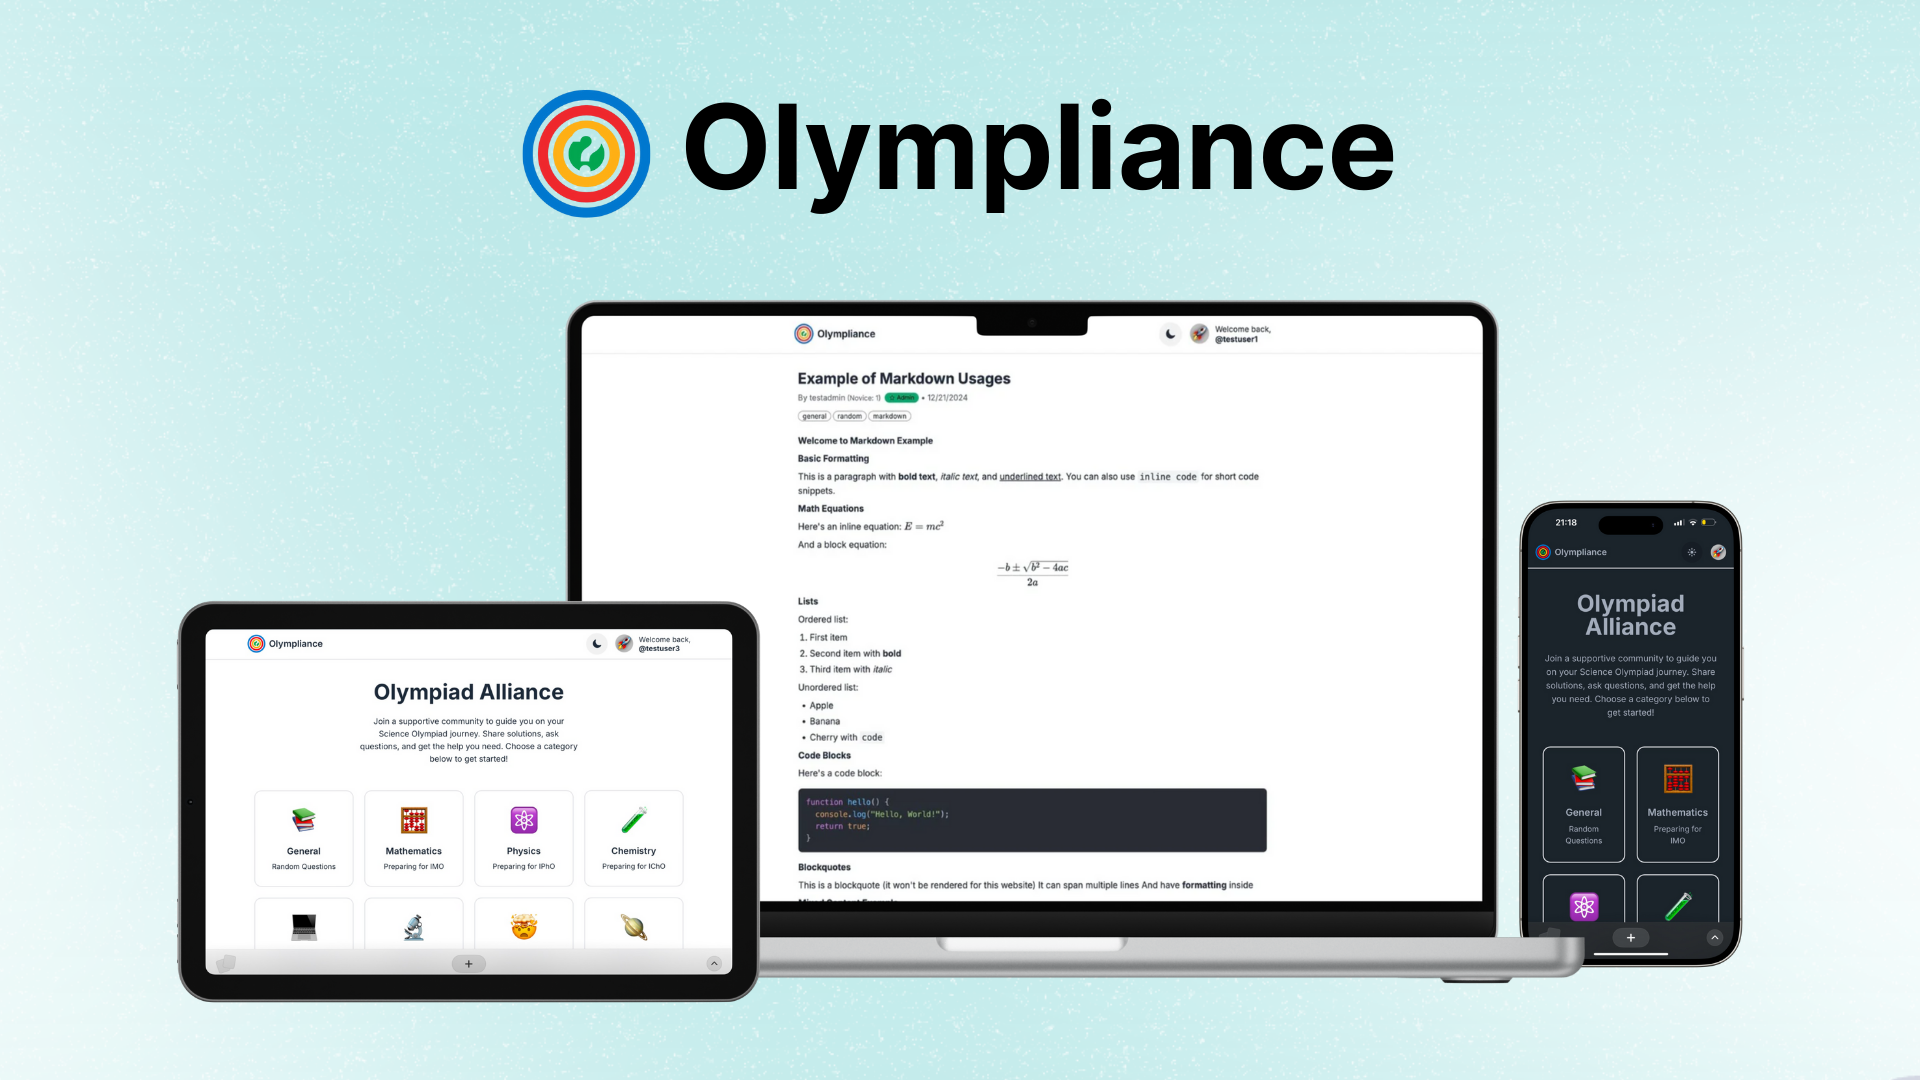 Olympliance
Olympliance
Welcome back,
@testuser1
Example of Markdown Usages
By testadmin (Novice: 1) Admin • 12/21/2024
general random markdown
Welcome to Markdown Example
Basic Formatting
This is a paragraph with bold text, italic text, and underlined text. You can also use inline code for short code
snippets.
Math Equations
Here's an inline equation: E = mc²
And a block equation:
−b ± √b² − 4ac
2a
Lists
Ordered list:
1. First item
2. Second item with bold
3. Third item with italic
Unordered list:
• Apple
• Banana
• Cherry with code
Code Blocks
Here's a code block:
function hello() {
console.log("Hello, World!");
return true;
}
Blockquotes
This is a blockquote (it won't be rendered for this website) It can span multiple lines And have formatting inside
Olympliance
Welcome back,
@testuser3
Olympiad Alliance
Join a supportive community to guide you on your
Science Olympiad journey. Share solutions, ask
questions, and get the help you need. Choose a category
below to get started!
General
Random Questions
Mathematics
Preparing for IMO
Physics
Preparing for IPhO
Chemistry
Preparing for IChO
+
21:18
Olympliance
Olympiad
Alliance
Join a supportive community to guide you
on your Science Olympiad journey. Share
solutions, ask questions, and get the help
you need. Choose a category below to
get started!
General
Random
Questions
Mathematics
Preparing for
IMO
+